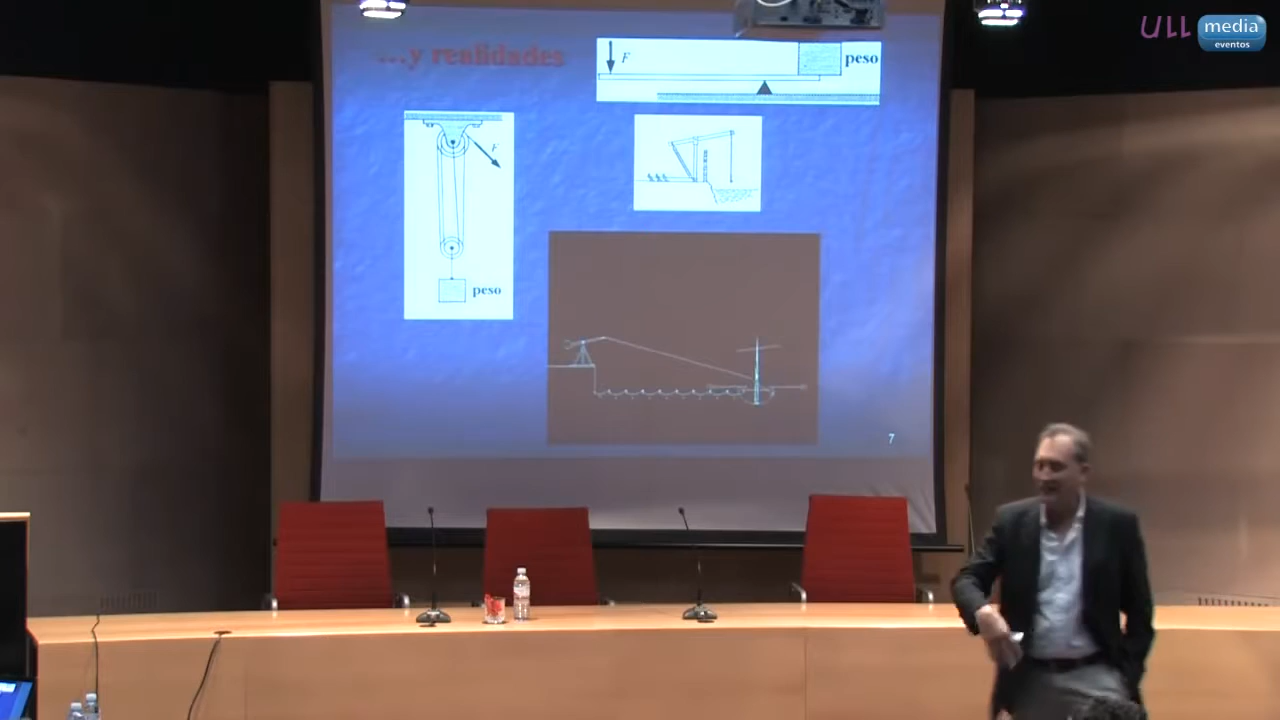 ULL media
eventos
...y realidades
F
peso
F
peso
7